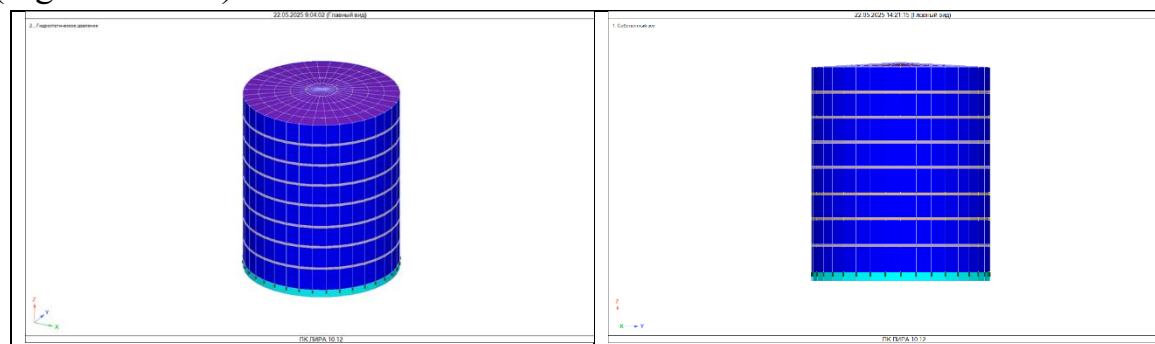 22.05.2025 9:04:02 (Главный вид)
2.. Гидростатическое давление
Z
Y
X
ПК ЛИРА 10.12
22.05.2025 14:21:15 (Главный вид)
1. Собственный вес
Z
X Y
ПК ЛИРА 10.12